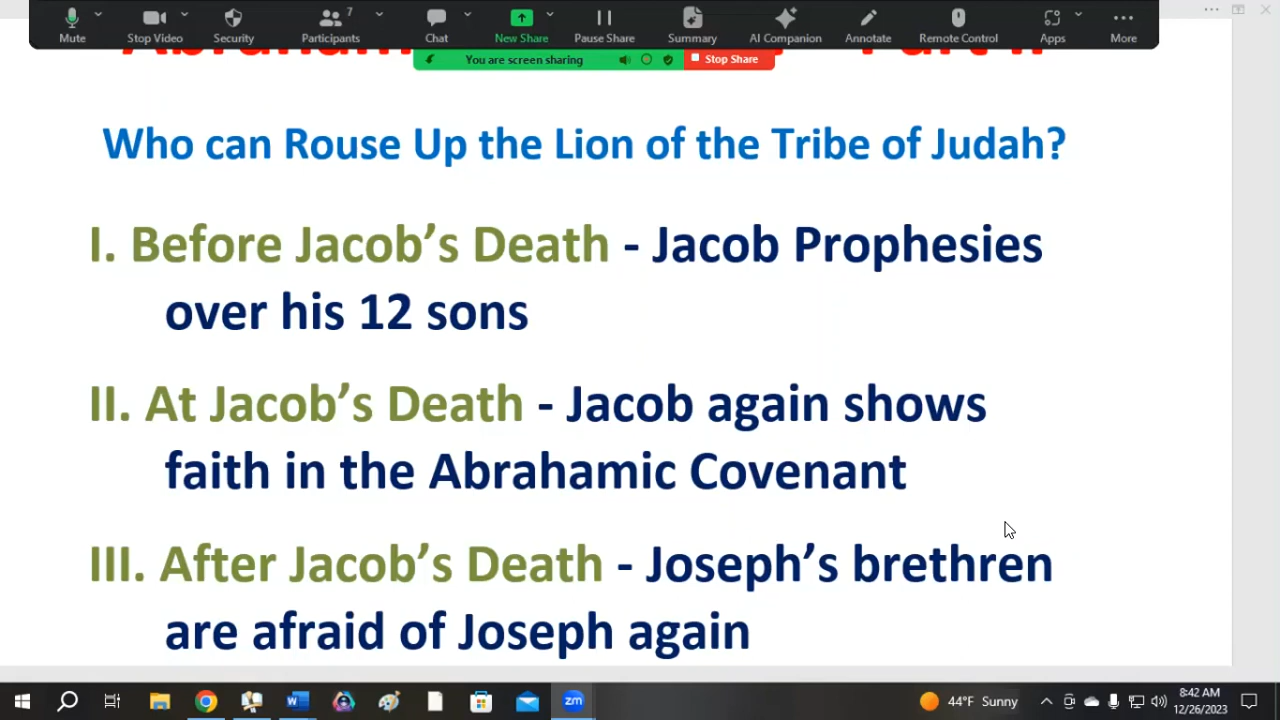 Mute
Stop Video
Security
7
Participants
Chat
New Share
Pause Share
Summary
AI Companion
Annotate
Remote Control
Apps
More
You are screen sharing
Stop Share
Who can Rouse Up the Lion of the Tribe of Judah?
I. Before Jacob’s Death - Jacob Prophesies
over his 12 sons
II. At Jacob’s Death - Jacob again shows
faith in the Abrahamic Covenant
III. After Jacob’s Death - Joseph’s brethren
are afraid of Joseph again
zm
44°F Sunny
8:42 AM
12/26/2023